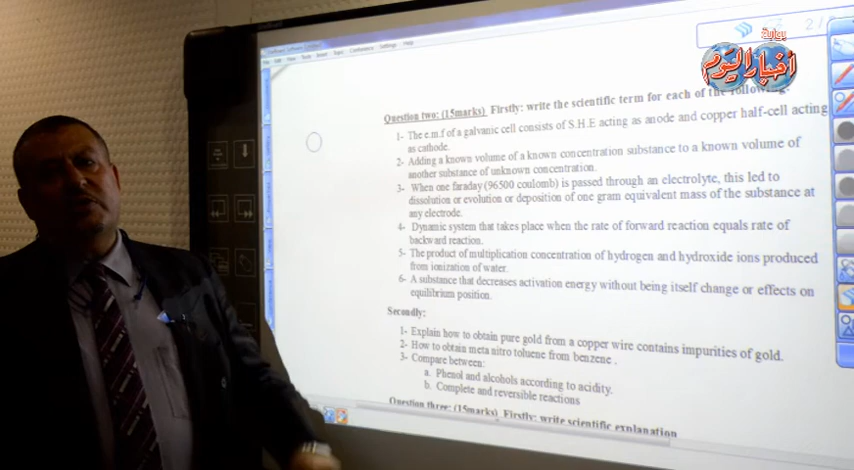 بوابة
أخبار اليوم
Question two: (15marks) Firstly: write the scientific term for each of the following:
1- The e.m.f of a galvanic cell consists of S.H.E acting as anode and copper half-cell acting
as cathode.
2- Adding a known volume of a known concentration substance to a known volume of
another substance of unknown concentration.
3- When one faraday (96500 coulomb) is passed through an electrolyte, this led to
dissolution or evolution or deposition of one gram equivalent mass of the substance at
any electrode.
4- Dynamic system that takes place when the rate of forward reaction equals rate of
backward reaction.
5- The product of multiplication concentration of hydrogen and hydroxide ions produced
from ionization of water.
6- A substance that decreases activation energy without being itself change or effects on
equilibrium position.
Secondly:
1- Explain how to obtain pure gold from a copper wire contains impurities of gold.
2- How to obtain meta nitro toluene from benzene .
3- Compare between:
a. Phenol and alcohols according to acidity.
b. Complete and reversible reactions
Question three: (15marks) Firstly: write scientific explanation